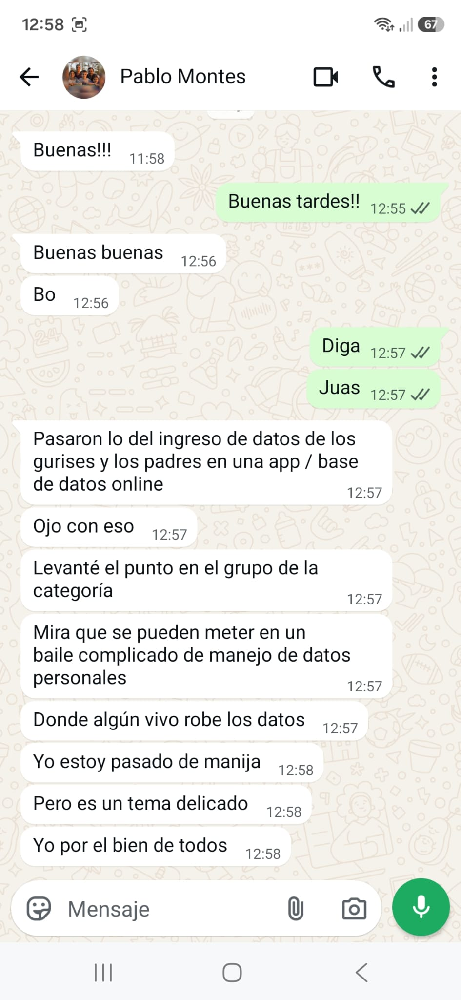 12:58
67
Pablo Montes
Buenas!!!
11:58
Buenas tardes!!
12:55
Buenas buenas
12:56
Bo
12:56
Diga
12:57
Juas
12:57
Pasaron lo del ingreso de datos de los
gurises y los padres en una app / base
de datos online
12:57
Ojo con eso
12:57
Levanté el punto en el grupo de la
categoría
12:57
Mira que se pueden meter en un
baile complicado de manejo de datos
personales
12:57
Donde algún vivo robe los datos
12:57
Yo estoy pasado de manija
12:58
Pero es un tema delicado
12:58
Yo por el bien de todos
12:58
Mensaje